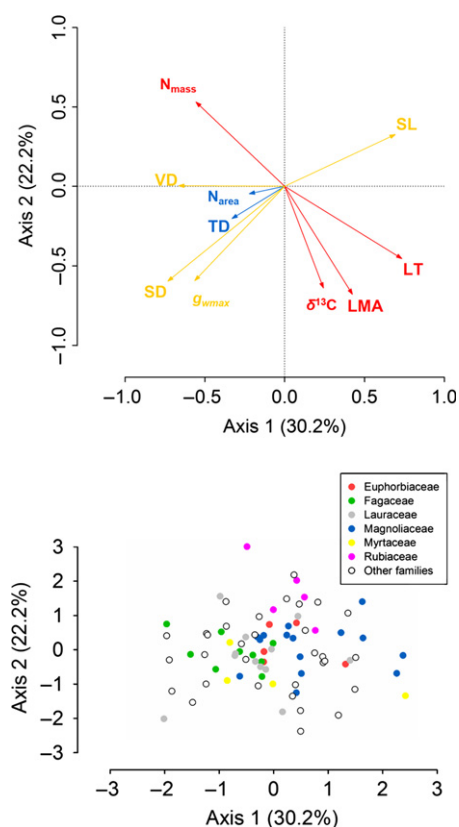 1.0
0.5
0.0
−0.5
−1.0
Axis 2 (22.2%)
N mass
SL
VD
N area
TD
SD
g wmax
δ13C
LMA
LT
−1.0 −0.5 0.0 0.5 1.0
Axis 1 (30.2%)
Euphorbiaceae
Fagaceae
Lauraceae
Magnoliaceae
Myrtaceae
Rubiaceae
Other families
3
2
1
0
−1
−2
−3
Axis 2 (22.2%)
−3 −2 −1 0 1 2 3
Axis 1 (30.2%)